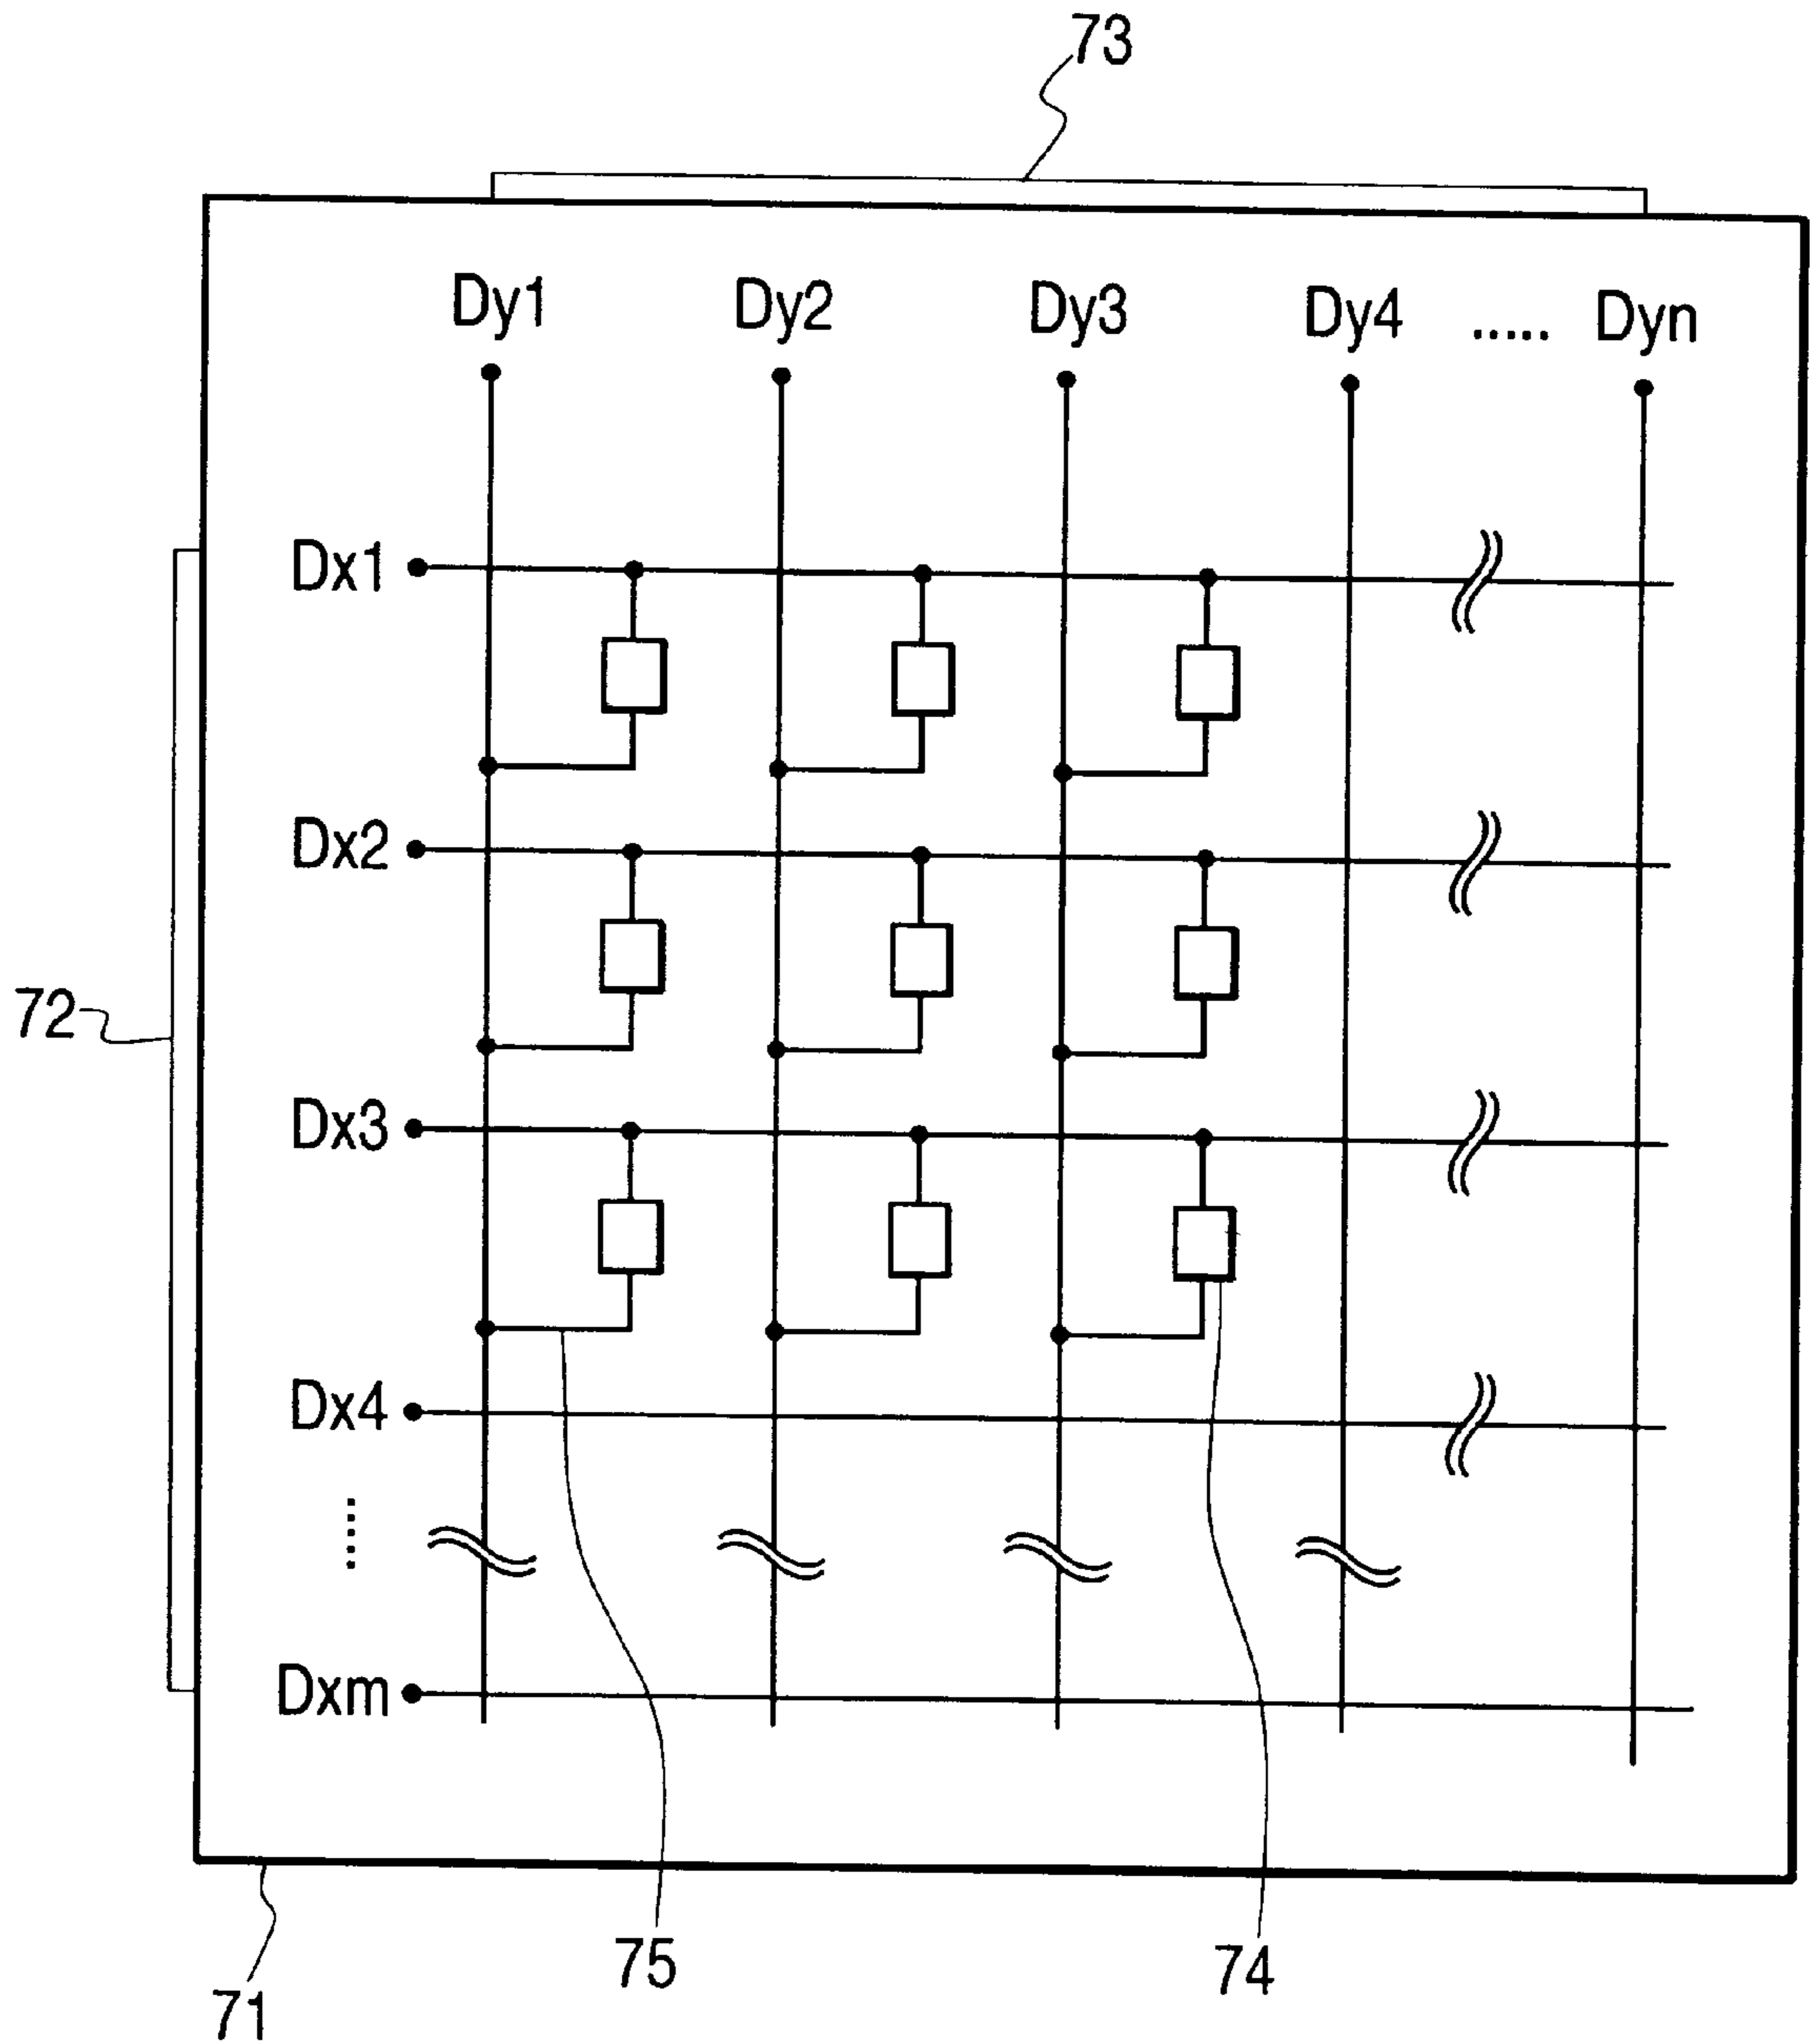 73
Dy1 Dy2 Dy3 Dy4 ..... Dyn
Dx1
Dx2
72
Dx3
Dx4
.....
Dxm
75
74
71